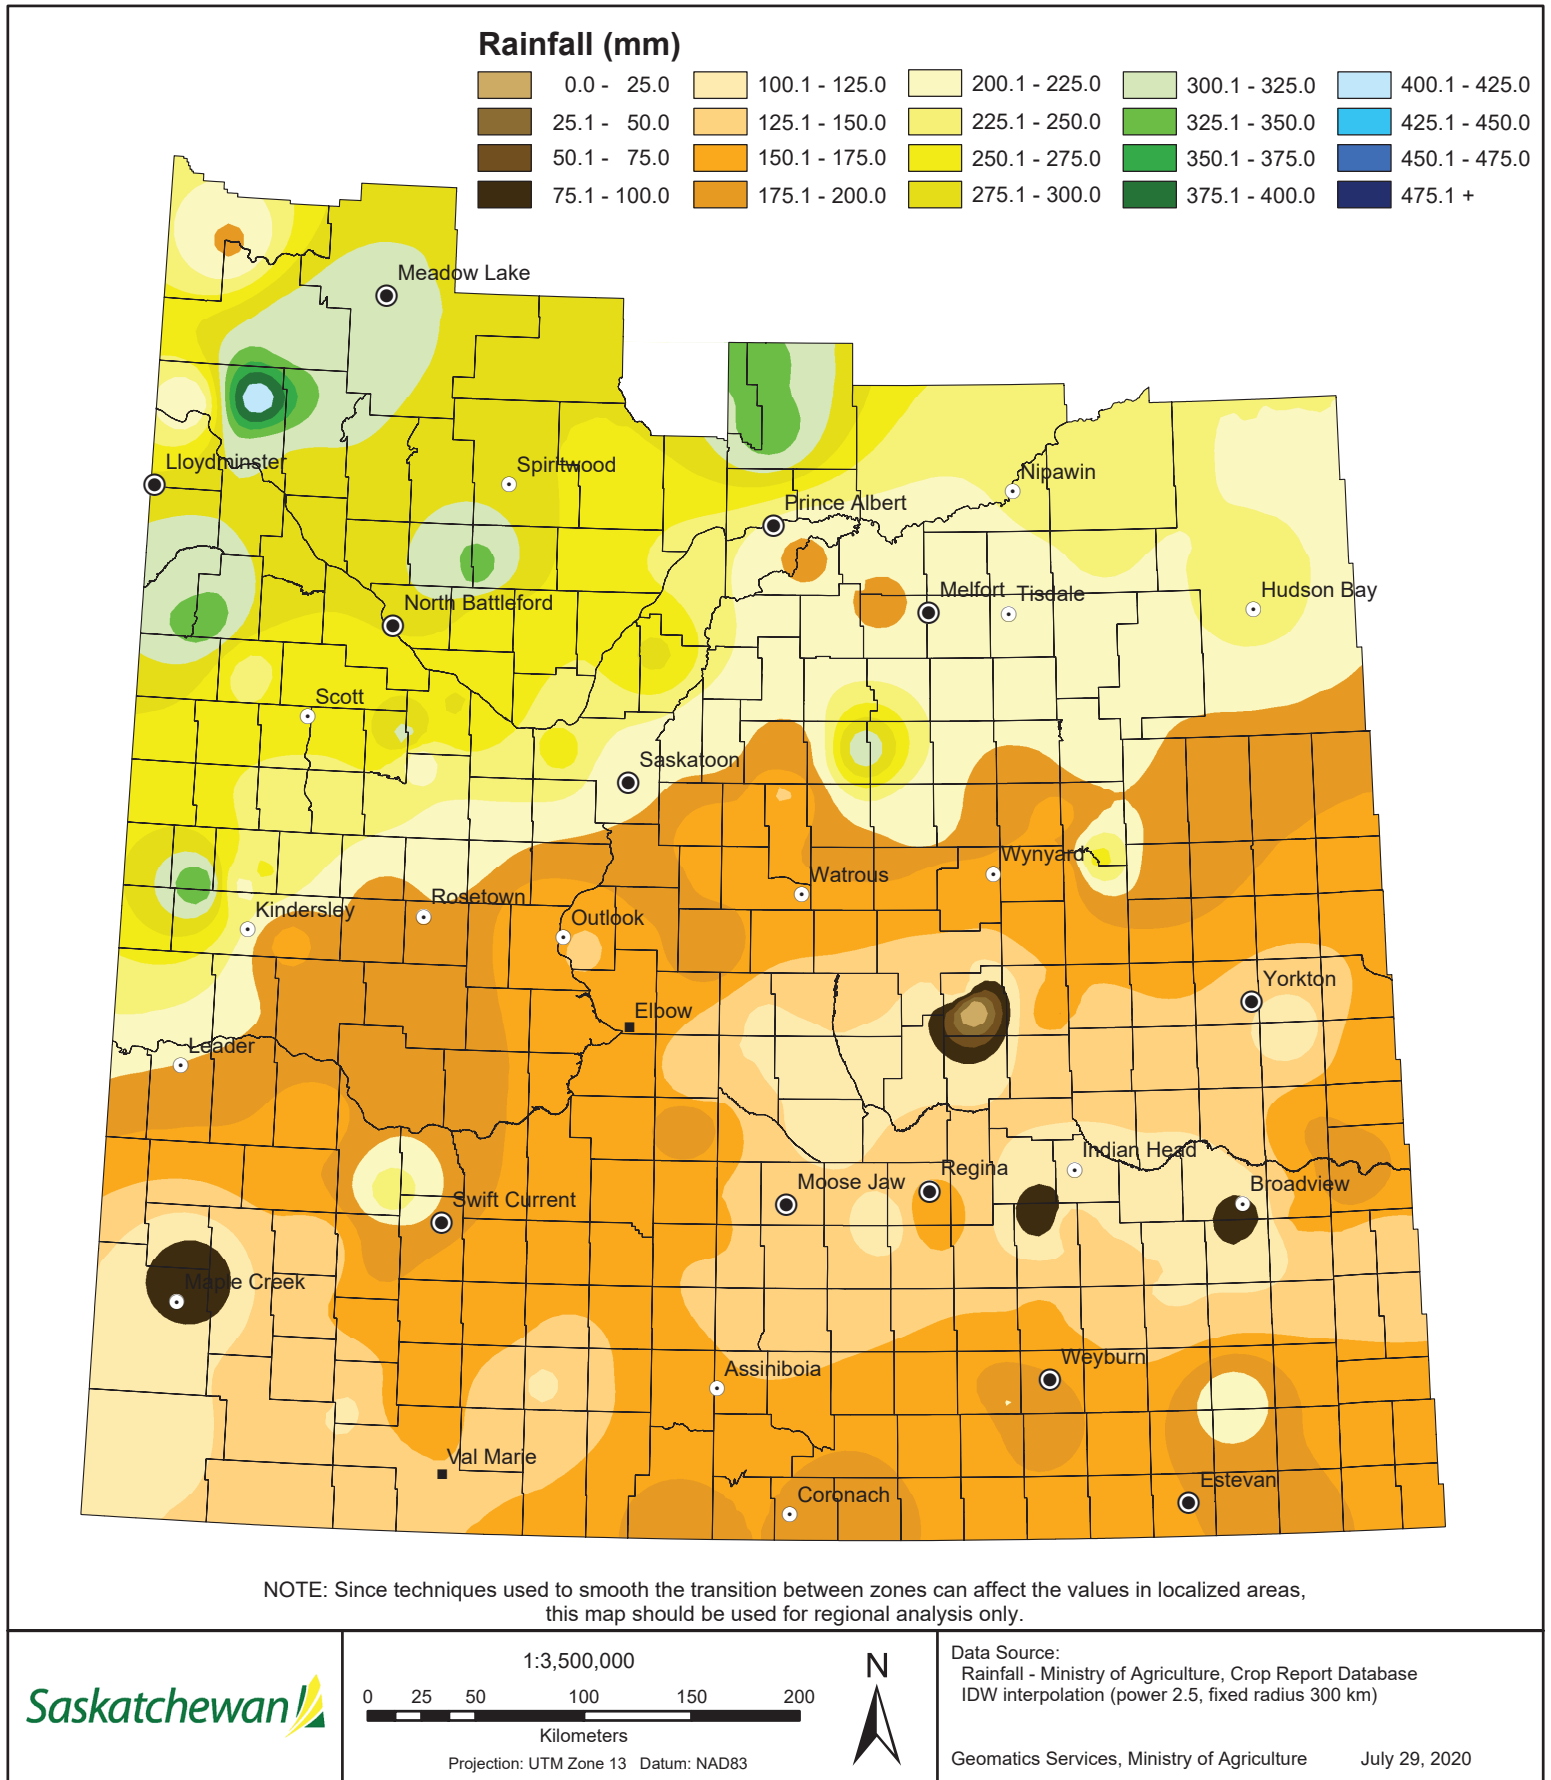 Rainfall (mm)
0.0 - 25.0
25.1 - 50.0
50.1 - 75.0
75.1 - 100.0
100.1 - 125.0
125.1 - 150.0
150.1 - 175.0
175.1 - 200.0
200.1 - 225.0
225.1 - 250.0
250.1 - 275.0
275.1 - 300.0
300.1 - 325.0
325.1 - 350.0
350.1 - 375.0
375.1 - 400.0
400.1 - 425.0
425.1 - 450.0
450.1 - 475.0
475.1 +
Meadow Lake
Lloydminster
Spiritwood
Nipawin
Prince Albert
North Battleford
Melfort
Tisdale
Hudson Bay
Scott
Saskatoon
Wynyard
Watrous
Rosetown
Kindersley
Outlook
Yorkton
Elbow
Leader
Indian Head
Regina
Moose Jaw
Broadview
Swift Current
Maple Creek
Weyburn
Assiniboia
Val Marie
Estevan
Coronach
NOTE: Since techniques used to smooth the transition between zones can affect the values in localized areas,
this map should be used for regional analysis only.
Saskatchewan
1:3,500,000
0 25 50 100 150 200
Kilometers
Projection: UTM Zone 13 Datum: NAD83
N
Data Source:
Rainfall - Ministry of Agriculture, Crop Report Database
IDW interpolation (power 2.5, fixed radius 300 km)
Geomatics Services, Ministry of Agriculture July 29, 2020